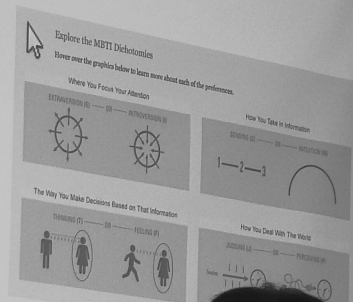 Explore the MBTI Dichotomies
Hover over the graphics below to learn more about each of the preferences.
Where You Focus Your Attention
EXTRAVERSION (E) OR INTROVERSION (I)
How You Take In Information
SENSING (S) OR INTUITION (N)
1 2 3
The Way You Make Decisions Based on That Information
THINKING (T) OR FEELING (F)
How You Deal With The World
JUDGING (J) OR PERCEIVING (P)